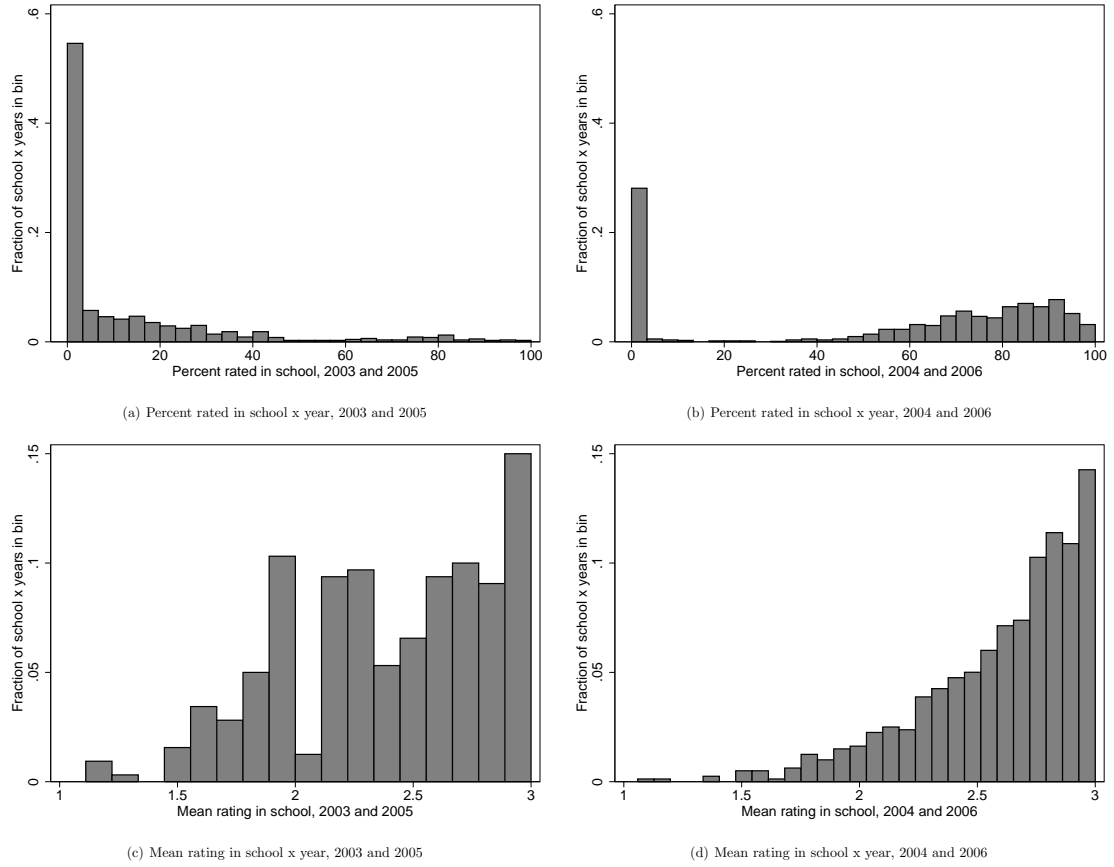 Fraction of school x years in bin
.6
.4
.2
0
0 20 40 60 80 100
Percent rated in school, 2003 and 2005
(a) Percent rated in school x year, 2003 and 2005
Fraction of school x years in bin
.6
.4
.2
0
0 20 40 60 80 100
Percent rated in school, 2004 and 2006
(b) Percent rated in school x year, 2004 and 2006
Fraction of school x years in bin
.15
.1
.05
0
1 1.5 2 2.5 3
Mean rating in school, 2003 and 2005
(c) Mean rating in school x year, 2003 and 2005
Fraction of school x years in bin
.15
.1
.05
0
1 1.5 2 2.5 3
Mean rating in school, 2004 and 2006
(d) Mean rating in school x year, 2004 and 2006